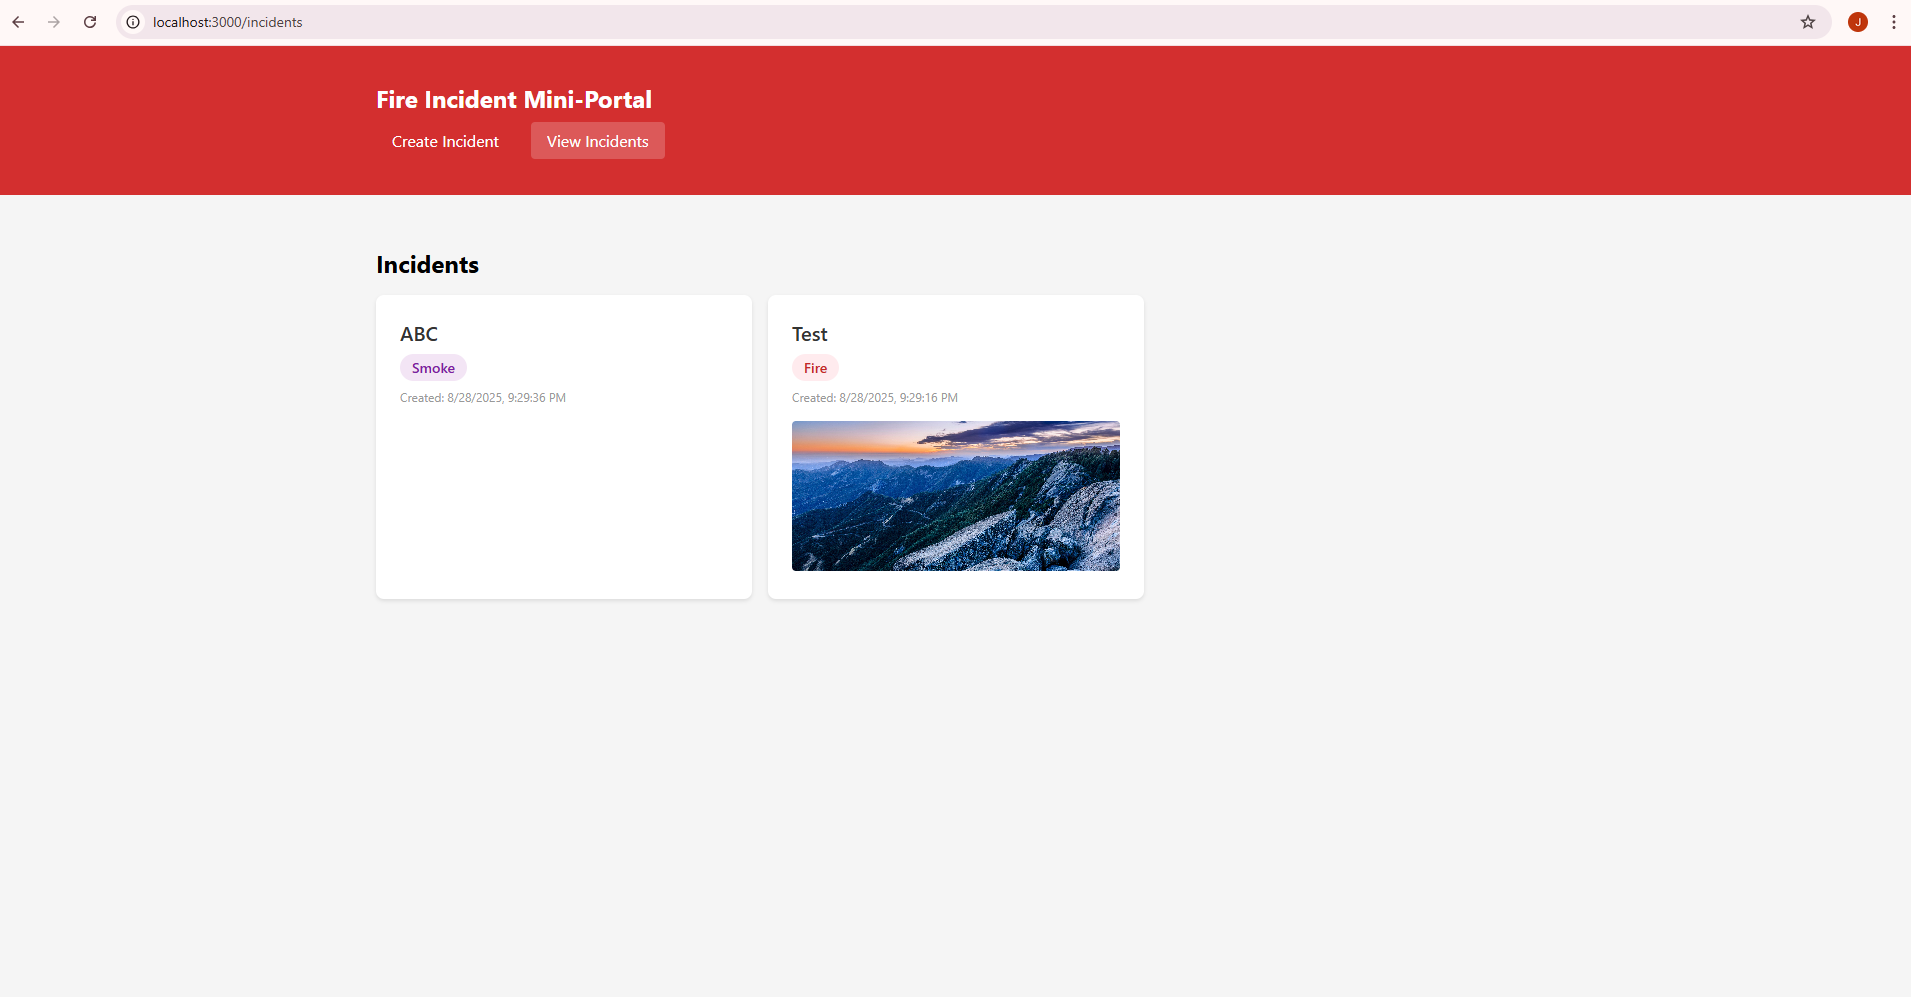 localhost:3000/incidents
J
Fire Incident Mini-Portal
Create Incident
View Incidents
Incidents
ABC
Smoke
Created: 8/28/2025, 9:29:36 PM
Test
Fire
Created: 8/28/2025, 9:29:16 PM